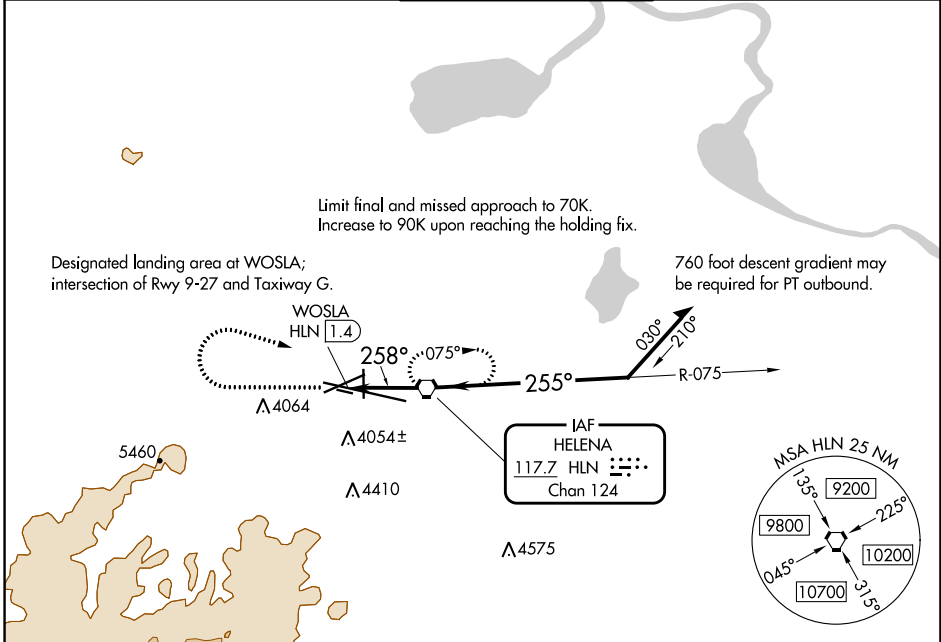 Limit final and missed approach to 70K.
Increase to 90K upon reaching the holding fix.
Designated landing area at WOSLA;
intersection of Rwy 9-27 and Taxiway G.
760 foot descent gradient may
be required for PT outbound.
WOSLA
HLN 1.4
258°
075°
030°
210°
255°
R-075
4064
4054±
5460
4410
4575
IAF
HELENA
117.7 HLN
Chan 124
MSA HLN 25 NM
135°
9200
225°
9800
10200
045°
10700
315°